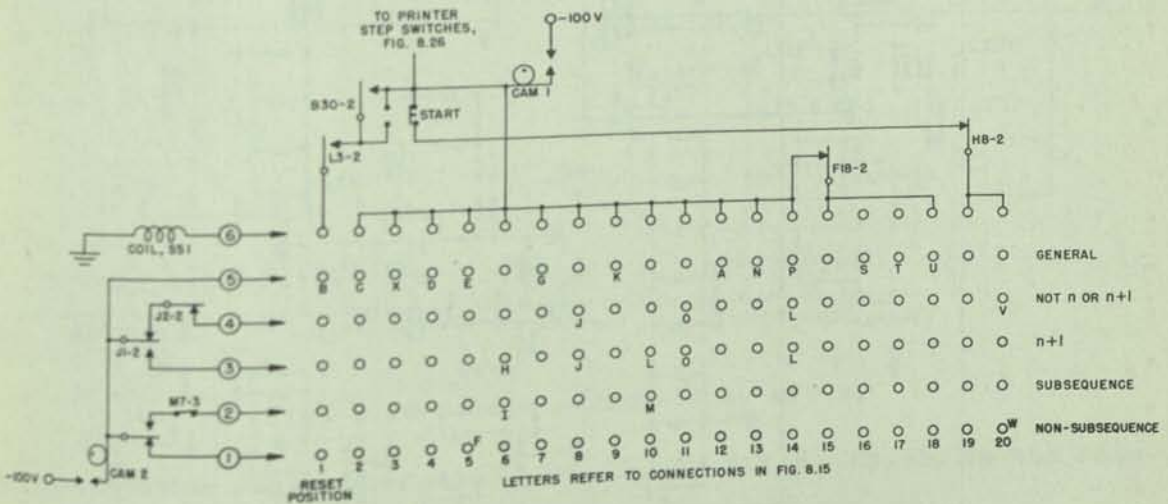 TO PRINTER
STEP SWITCHES,
FIG. 8.26
-100 V
CAM 1
B30-2
START
L3-2
H8-2
F18-2
COIL, SS1
6
5
B C X D E G K A N P S T U
GENERAL
J2-2
4
J O L V
NOT n OR n+1
J1-2
3
H J L O L
n+1
M7-3
2
I M
SUBSEQUENCE
1
F W
NON-SUBSEQUENCE
-100V
CAM 2
1 2 3 4 5 6 7 8 9 10 11 12 13 14 15 16 17 18 19 20
RESET
POSITION
LETTERS REFER TO CONNECTIONS IN FIG. 8.15